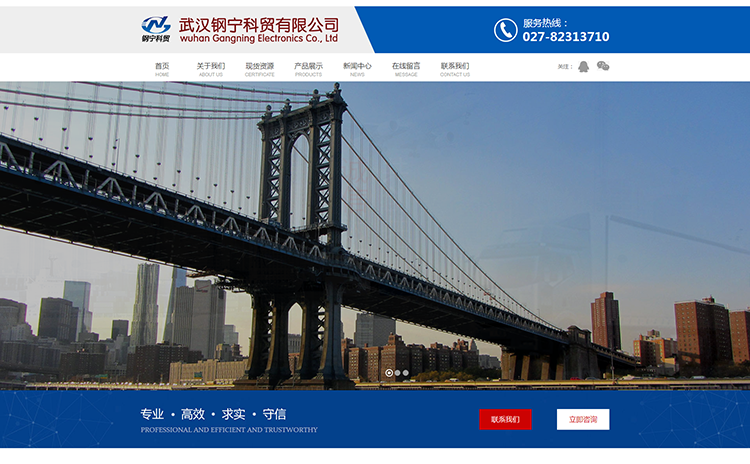 武汉钢宁科贸有限公司
钢宁科贸
wuhan Gangning Electronics Co., Ltd
服务热线：
027-82313710
首页 关于我们 现货资源 产品展示 新闻中心 在线留言 联系我们
HOME ABOUT US CERTIFICATE PRODUCTS NEWS MESSAGE CONTACT US
关注：
专业 • 高效 • 求实 • 守信
PROFESSIONAL AND EFFICIENT AND TRUSTWORTHY
联系我们
立即咨询